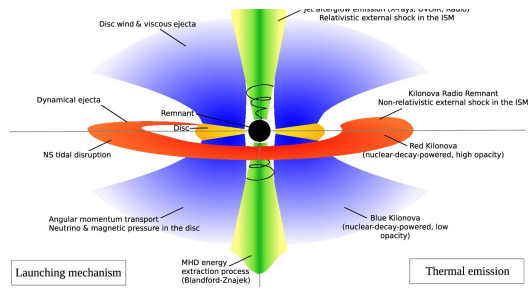 Jet afterglow emission (X-rays, UVOIR, Radio)
Relativistic external shock in the ISM
Disc wind & viscous ejecta
Kilonova Radio Remnant
Non-relativistic external shock in the ISM
Dynamical ejecta
Remnant
Disc
NS tidal disruption
Red Kilonova
(nuclear-decay-powered, high opacity)
Angular momentum transport
Neutrino & magnetic pressure in the disc
Blue Kilonova
(nuclear-decay-powered, low
opacity)
MHD energy
extraction process
(Blandford-Znajek)
Launching mechanism
Thermal emission